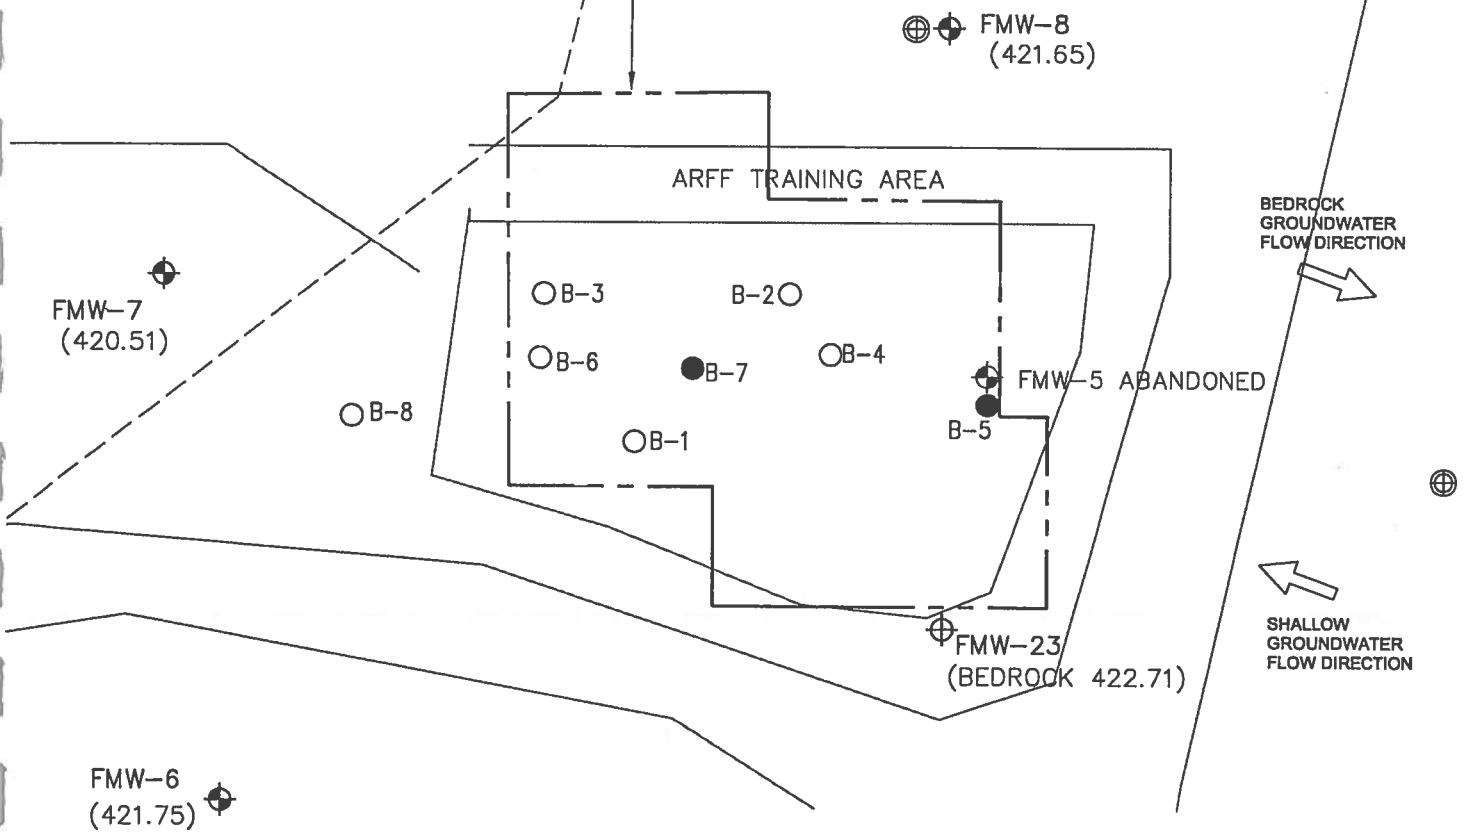 FMW-8
(421.65)
ARFF TRAINING AREA
BEDROCK
GROUNDWATER
FLOW DIRECTION
FMW-7
(420.51)
B-3
B-2
B-6
B-7
B-4
FMW-5 ABANDONED
B-8
B-1
B-5
SHALLOW
GROUNDWATER
FLOW DIRECTION
FMW-23
(BEDROCK 422.71)
FMW-6
(421.75)